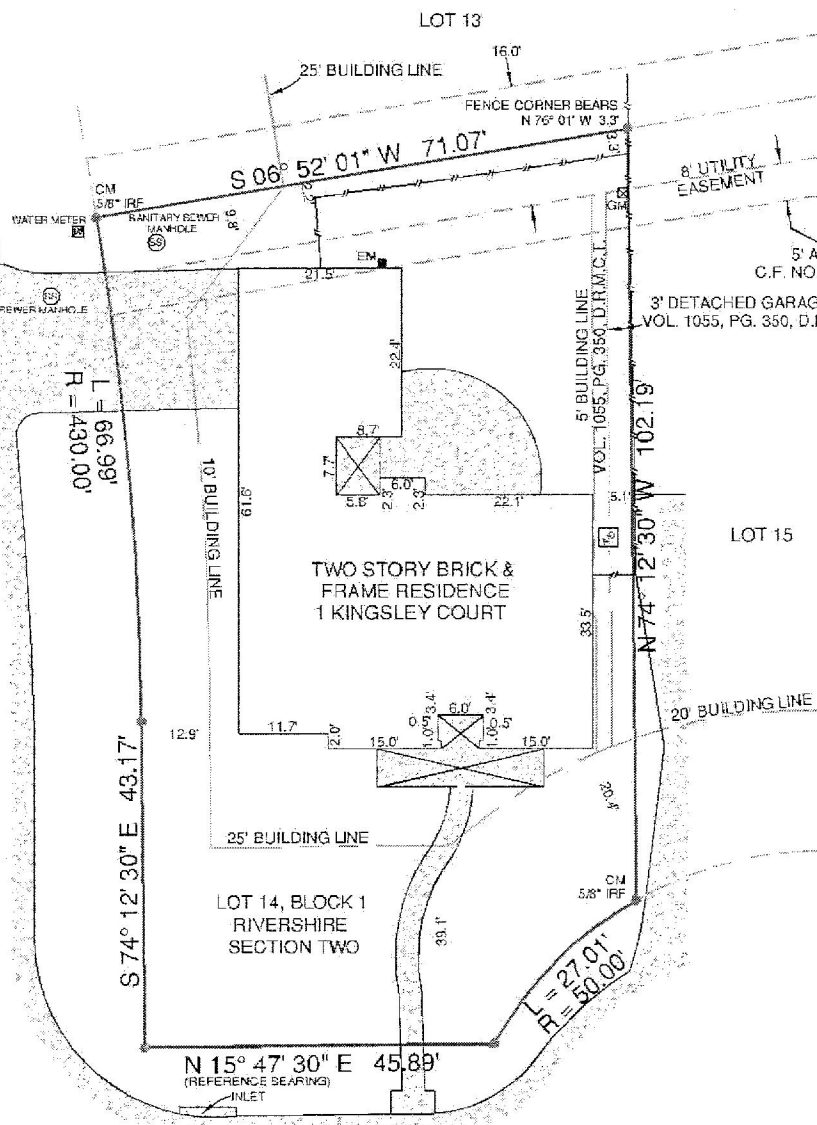 LOT 13
16.0'
25' BUILDING LINE
FENCE CORNER BEARS
N 76° 01' W 3.3'
3.3'
S 06° 52' 01" W 71.07'
CM
5/8" IRF
WATER METER
SANITARY SEWER
MANHOLE
SS
9.8'
2.2'
8' UTILITY
EASEMENT
GM
EM
21.5'
5' A
C.F. NO
3' DETACHED GARAG
VOL. 1055, PG. 350, D.
SS
SEWER MANHOLE
5' BUILDING LINE
VOL. 1055, PG. 350, D.R.M.C.T.
22.4'
L = 66.99'
R = 430.00'
8.7'
7.7'
6.0'
5.8'
2.3'
2.3'
22.1'
5.1'
N 74° 12' 30" W 102.19'
10' BUILDING LINE
LOT 15
TWO STORY BRICK &
FRAME RESIDENCE
1 KINGSLEY COURT
33.5'
3.4'
6.0'
3.4'
0.5'
0.5'
1.0'
1.0'
20' BUILDING LINE
12.9'
11.7'
2.0'
15.0'
15.0'
S 74° 12' 30" E 43.17'
20.4'
25' BUILDING LINE
CM
5/8" IRF
LOT 14, BLOCK 1
RIVERSHIRE
SECTION TWO
39.1'
L = 27.01'
R = 50.00'
N 15° 47' 30" E 45.89'
(REFERENCE BEARING)
INLET